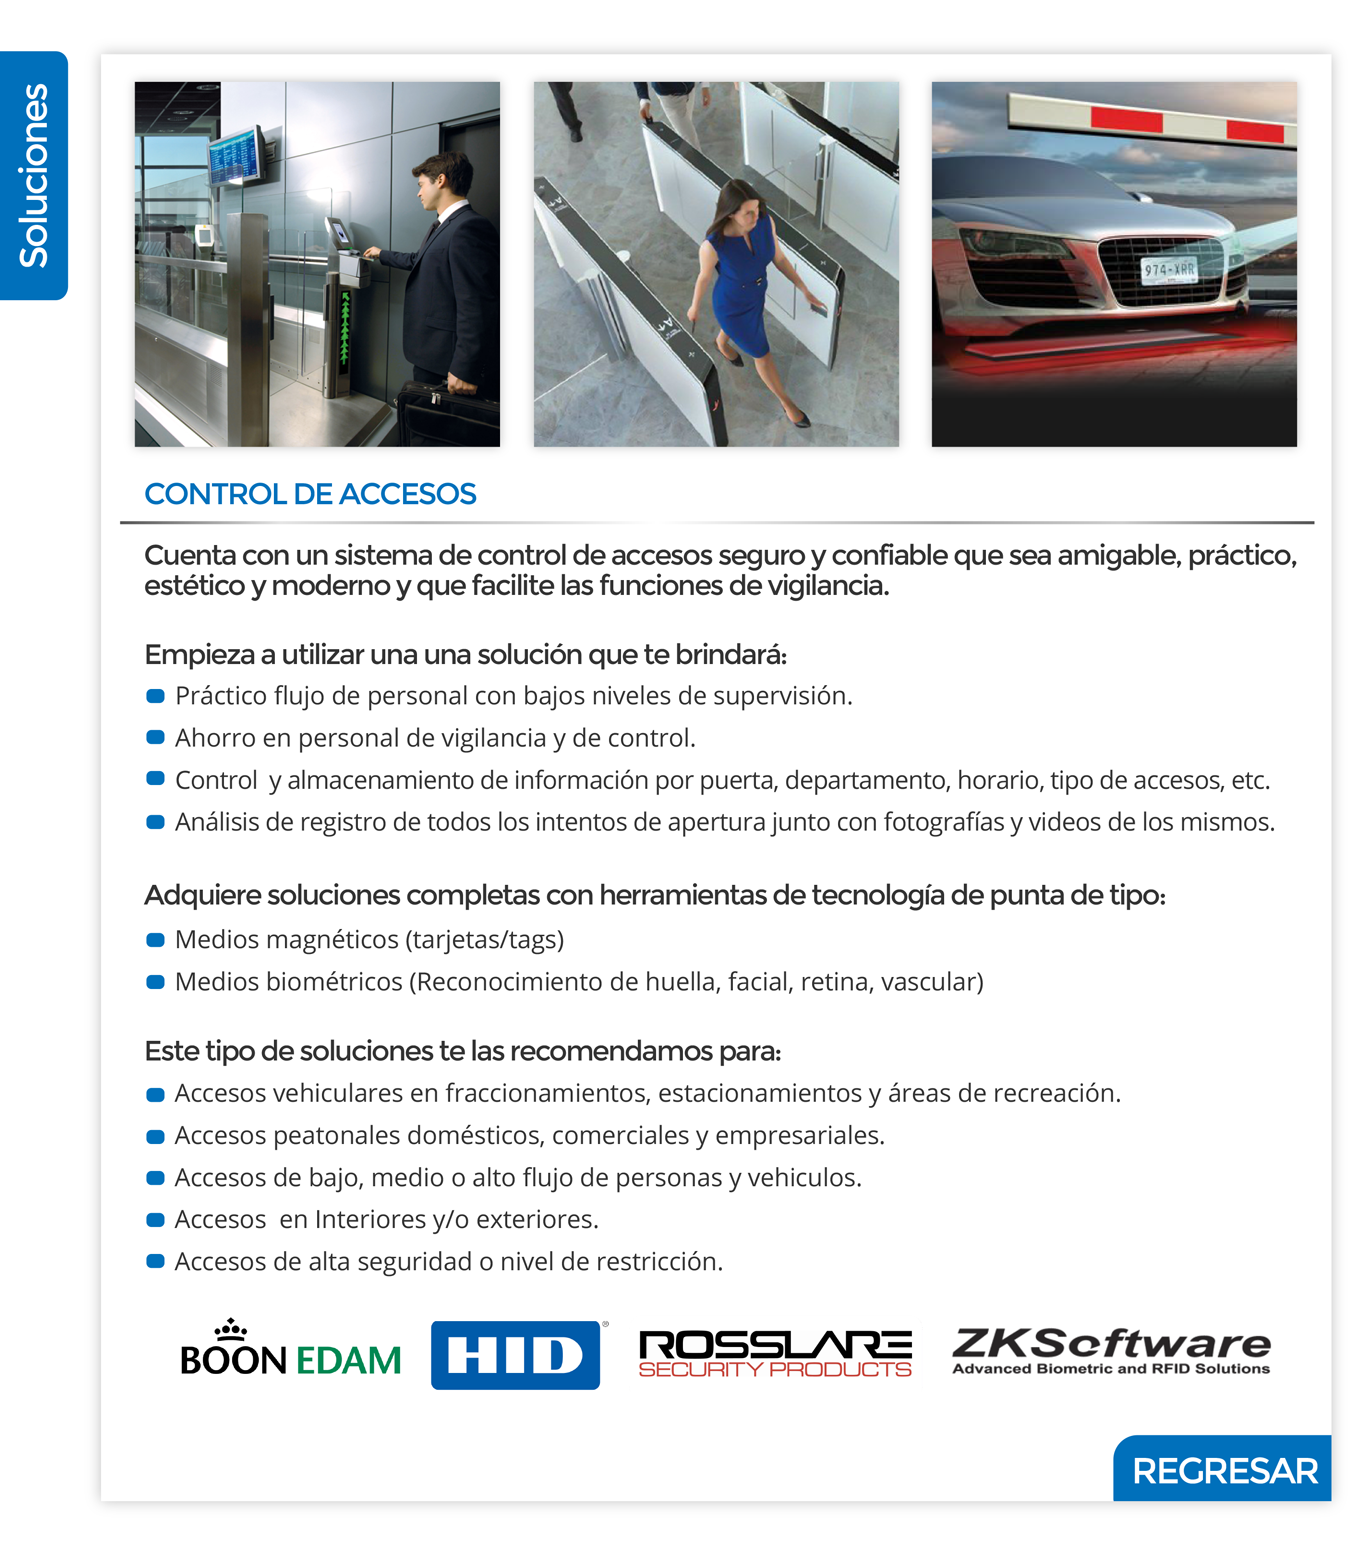 Soluciones
974-XRR
CONTROL DE ACCESOS
Cuenta con un sistema de control de accesos seguro y confiable que sea amigable, práctico,
estético y moderno y que facilite las funciones de vigilancia.
Empieza a utilizar una una solución que te brindará:
Práctico flujo de personal con bajos niveles de supervisión.
Ahorro en personal de vigilancia y de control.
Control  y almacenamiento de información por puerta, departamento, horario, tipo de accesos, etc.
Análisis de registro de todos los intentos de apertura junto con fotografías y videos de los mismos.
Adquiere soluciones completas con herramientas de tecnología de punta de tipo:
Medios magnéticos (tarjetas/tags)
Medios biométricos (Reconocimiento de huella, facial, retina, vascular)
Este tipo de soluciones te las recomendamos para:
Accesos vehiculares en fraccionamientos, estacionamientos y áreas de recreación.
Accesos peatonales domésticos, comerciales y empresariales.
Accesos de bajo, medio o alto flujo de personas y vehiculos.
Accesos  en Interiores y/o exteriores.
Accesos de alta seguridad o nivel de restricción.
BOON EDAM
HID®
ROSSLARE
SECURITY PRODUCTS
ZKSoftware
Advanced Biometric and RFID Solutions
REGRESAR